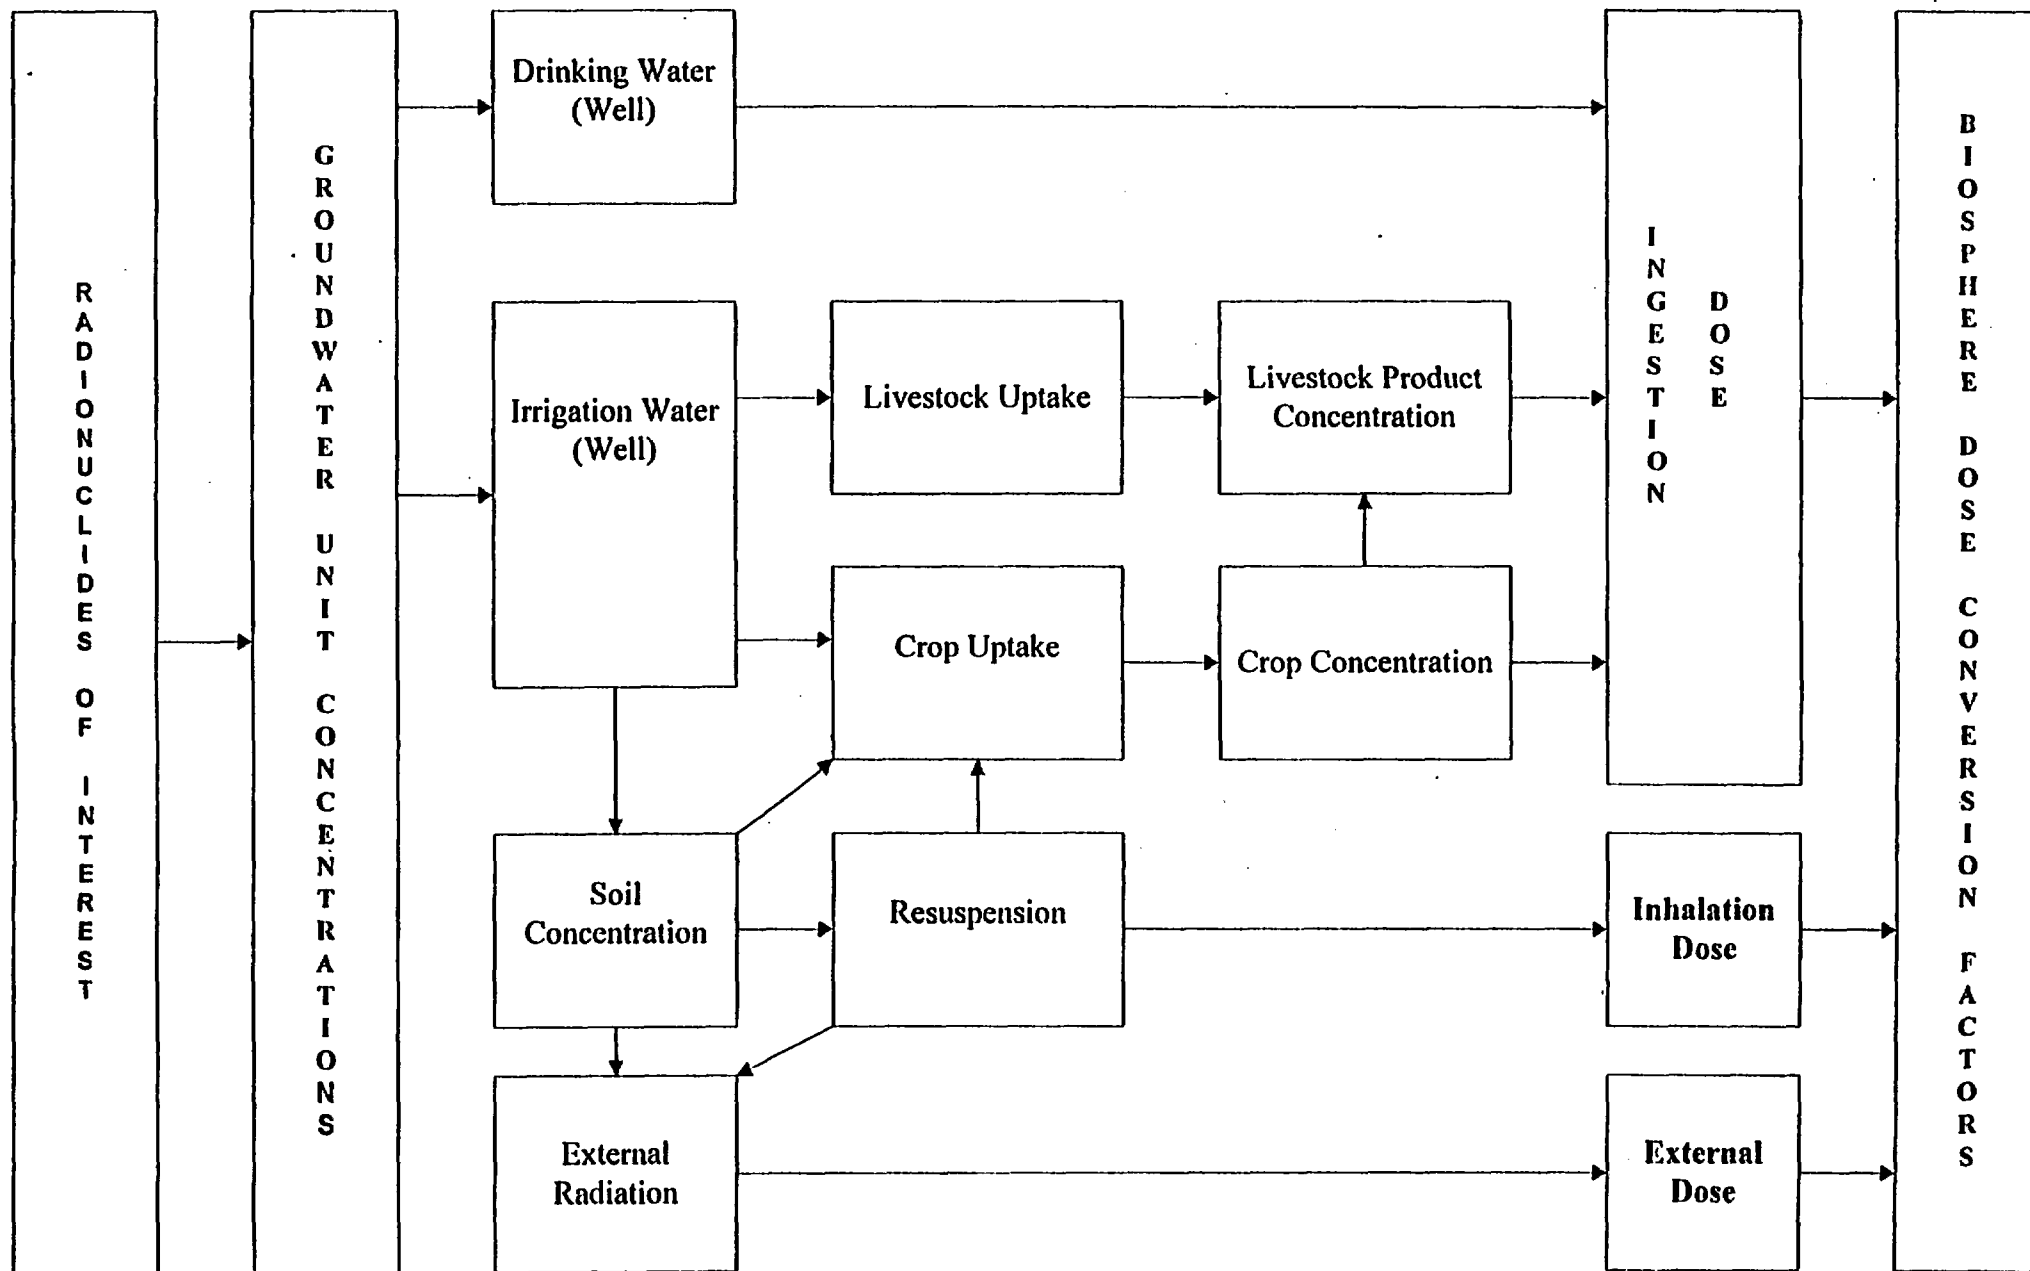 RADIONUCLIDES OF INTEREST
GROUNDWATER UNIT CONCENTRATIONS
Drinking Water
(Well)
Irrigation Water
(Well)
Livestock Uptake
Livestock Product
Concentration
Crop Uptake
Crop Concentration
Soil
Concentration
Resuspension
External
Radiation
INGESTION
DOSE
Inhalation
Dose
External
Dose
BIOSPHERE DOSE CONVERSION FACTORS